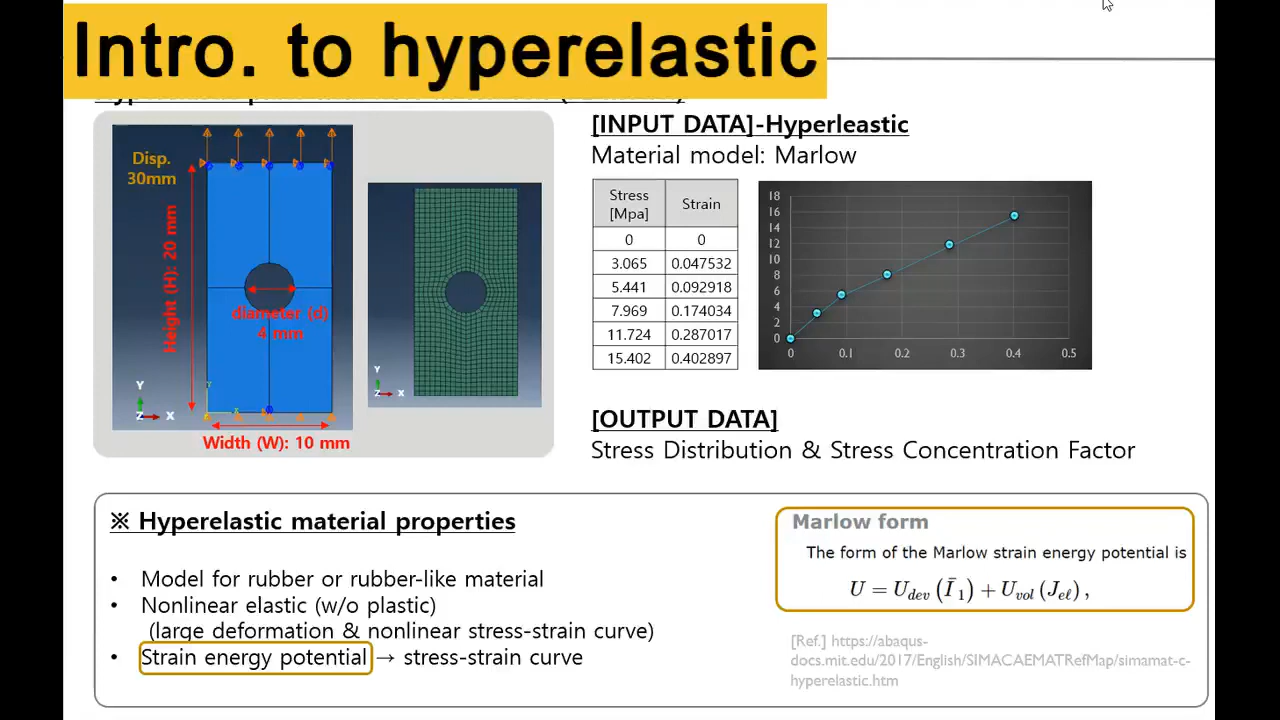 Intro. to hyperelastic
Disp.
30mm
Height (H): 20 mm
diameter (d)
4 mm
Y
Z
X
Y
Width (W): 10 mm
Y
Z
X
[INPUT DATA]-Hyperleastic
Material model: Marlow
Stress
[Mpa]
Strain
0 0
3.065 0.047532
5.441 0.092918
7.969 0.174034
11.724 0.287017
15.402 0.402897
18
16
14
12
10
8
6
4
2
0
0 0.1 0.2 0.3 0.4 0.5
[OUTPUT DATA]
Stress Distribution & Stress Concentration Factor
※ Hyperelastic material properties
• Model for rubber or rubber-like material
• Nonlinear elastic (w/o plastic)
(large deformation & nonlinear stress-strain curve)
• Strain energy potential → stress-strain curve
Marlow form
The form of the Marlow strain energy potential is
U = U_dev (Ī₁) + U_vol (J_eℓ) ,
[Ref.] https://abaqus-
docs.mit.edu/2017/English/SIMACAEMATRefMap/simamat-c-
hyperelastic.htm